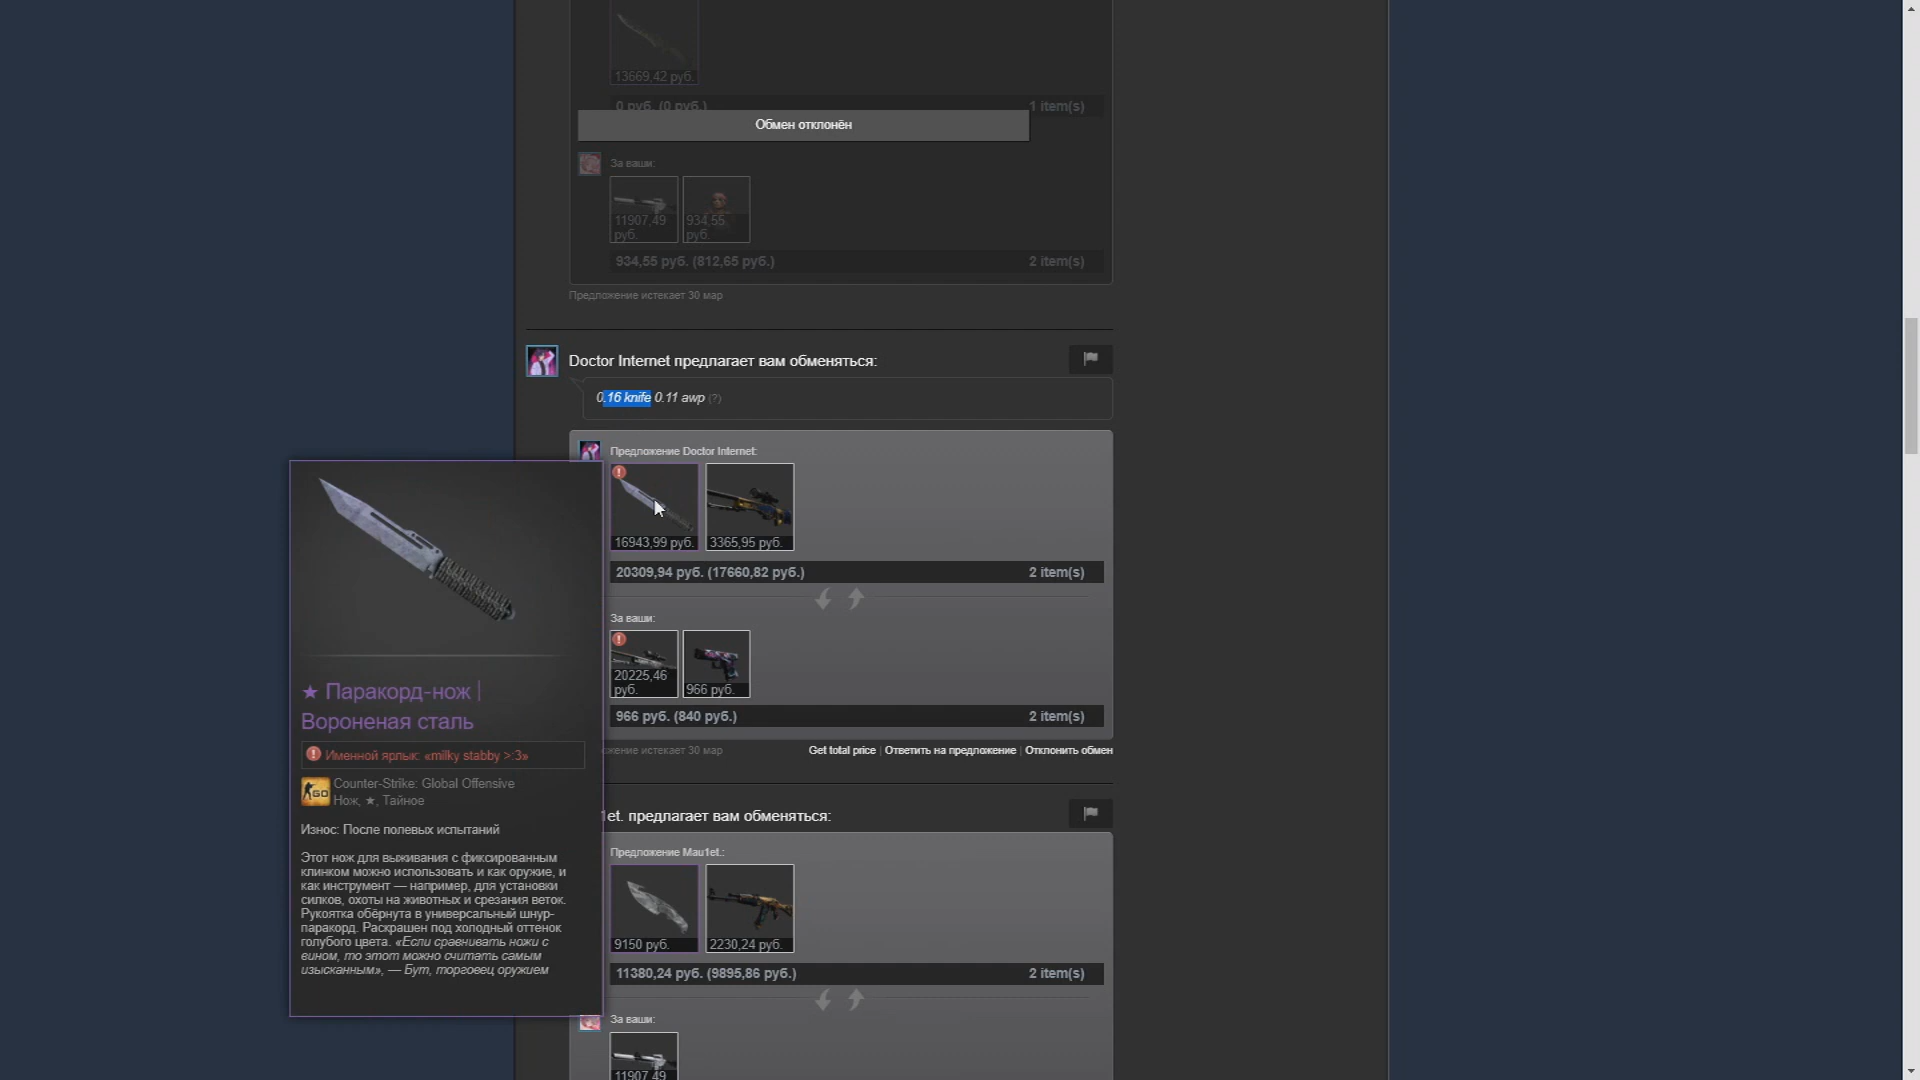 13669,42 руб.
0 руб. (0 руб.)
1 item(s)
Обмен отклонён
За ваши:
11907,49 руб.
934,55 руб.
934,55 руб. (812,65 руб.)
2 item(s)
Предложение истекает 30 мар
Doctor Internet предлагает вам обменяться:
0.16 knife 0.11 awp (?)
Предложение Doctor Internet:
16943,99 руб.
3365,95 руб.
20309,94 руб. (17660,82 руб.)
2 item(s)
За ваши:
20225,46 руб.
966 руб.
966 руб. (840 руб.)
2 item(s)
жение истекает 30 мар
Get total price | Ответить на предложение | Отклонить обмен
★ Паракорд-нож |
Вороненая сталь
Именной ярлык: «milky stabby >:3»
GO
Counter-Strike: Global Offensive
Нож, ★, Тайное
Износ: После полевых испытаний
Этот нож для выживания с фиксированным
клинком можно использовать и как оружие, и
как инструмент — например, для установки
силков, охоты на животных и срезания веток.
Рукоятка обёрнута в универсальный шнур-
паракорд. Раскрашен под холодный оттенок
голубого цвета. «Если сравнивать ножи с
вином, то этот можно считать самым
изысканным», — Бут, торговец оружием
1et. предлагает вам обменяться:
Предложение Mau1et.:
9150 руб.
2230,24 руб.
11380,24 руб. (9895,86 руб.)
2 item(s)
За ваши:
11907,49